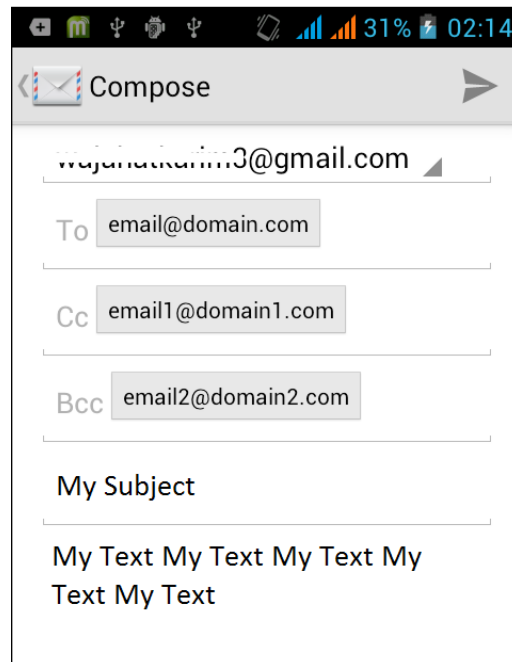 31% 02:14
Compose
wajahatkarim3@gmail.com
To email@domain.com
Cc email1@domain1.com
Bcc email2@domain2.com
My Subject
My Text My Text My Text My
Text My Text